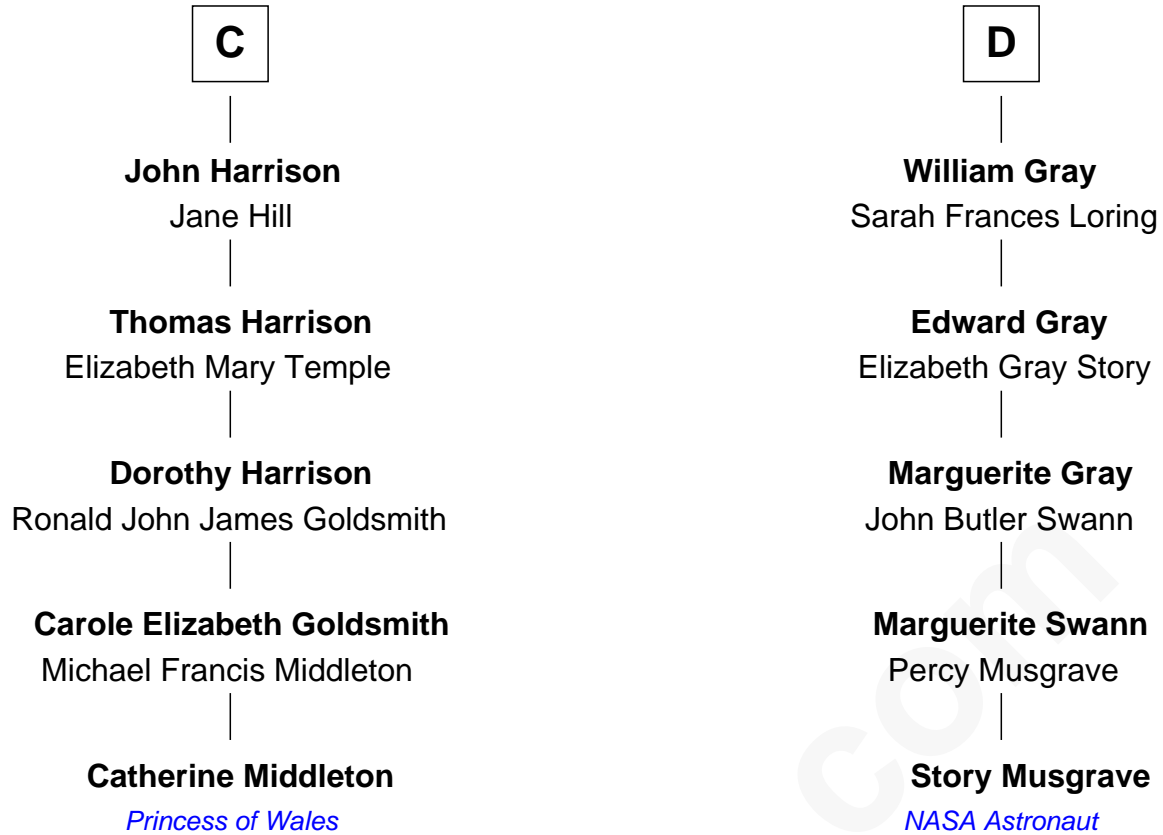 C
John Harrison
Jane Hill
Thomas Harrison
Elizabeth Mary Temple
Dorothy Harrison
Ronald John James Goldsmith
Carole Elizabeth Goldsmith
Michael Francis Middleton
Catherine Middleton
Princess of Wales
D
William Gray
Sarah Frances Loring
Edward Gray
Elizabeth Gray Story
Marguerite Gray
John Butler Swann
Marguerite Swann
Percy Musgrave
Story Musgrave
NASA Astronaut
com